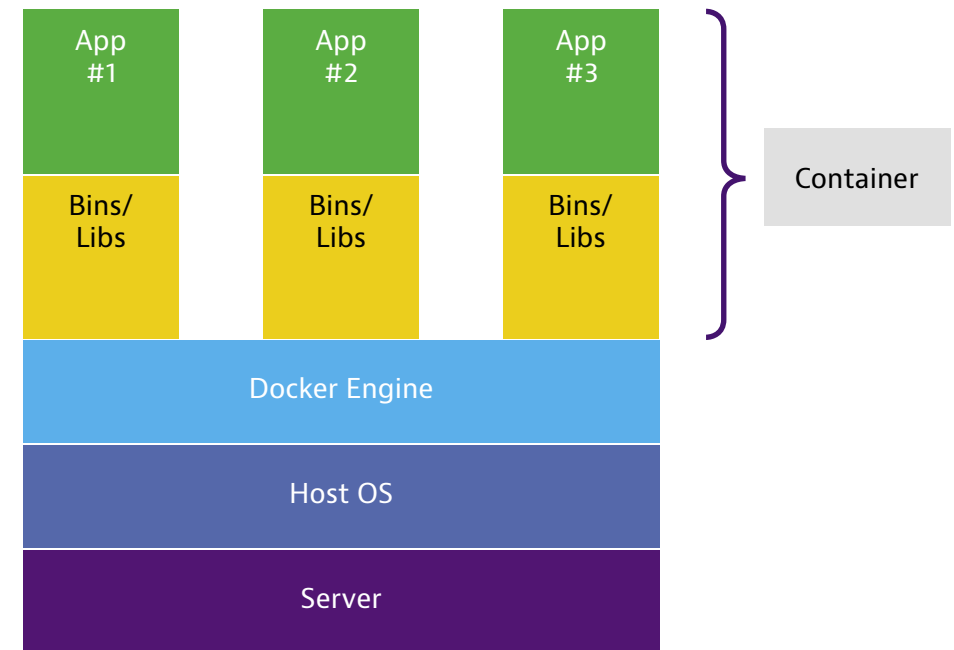 App
#1
App
#2
App
#3
Container
Bins/
Libs
Bins/
Libs
Bins/
Libs
Docker Engine
Host OS
Server